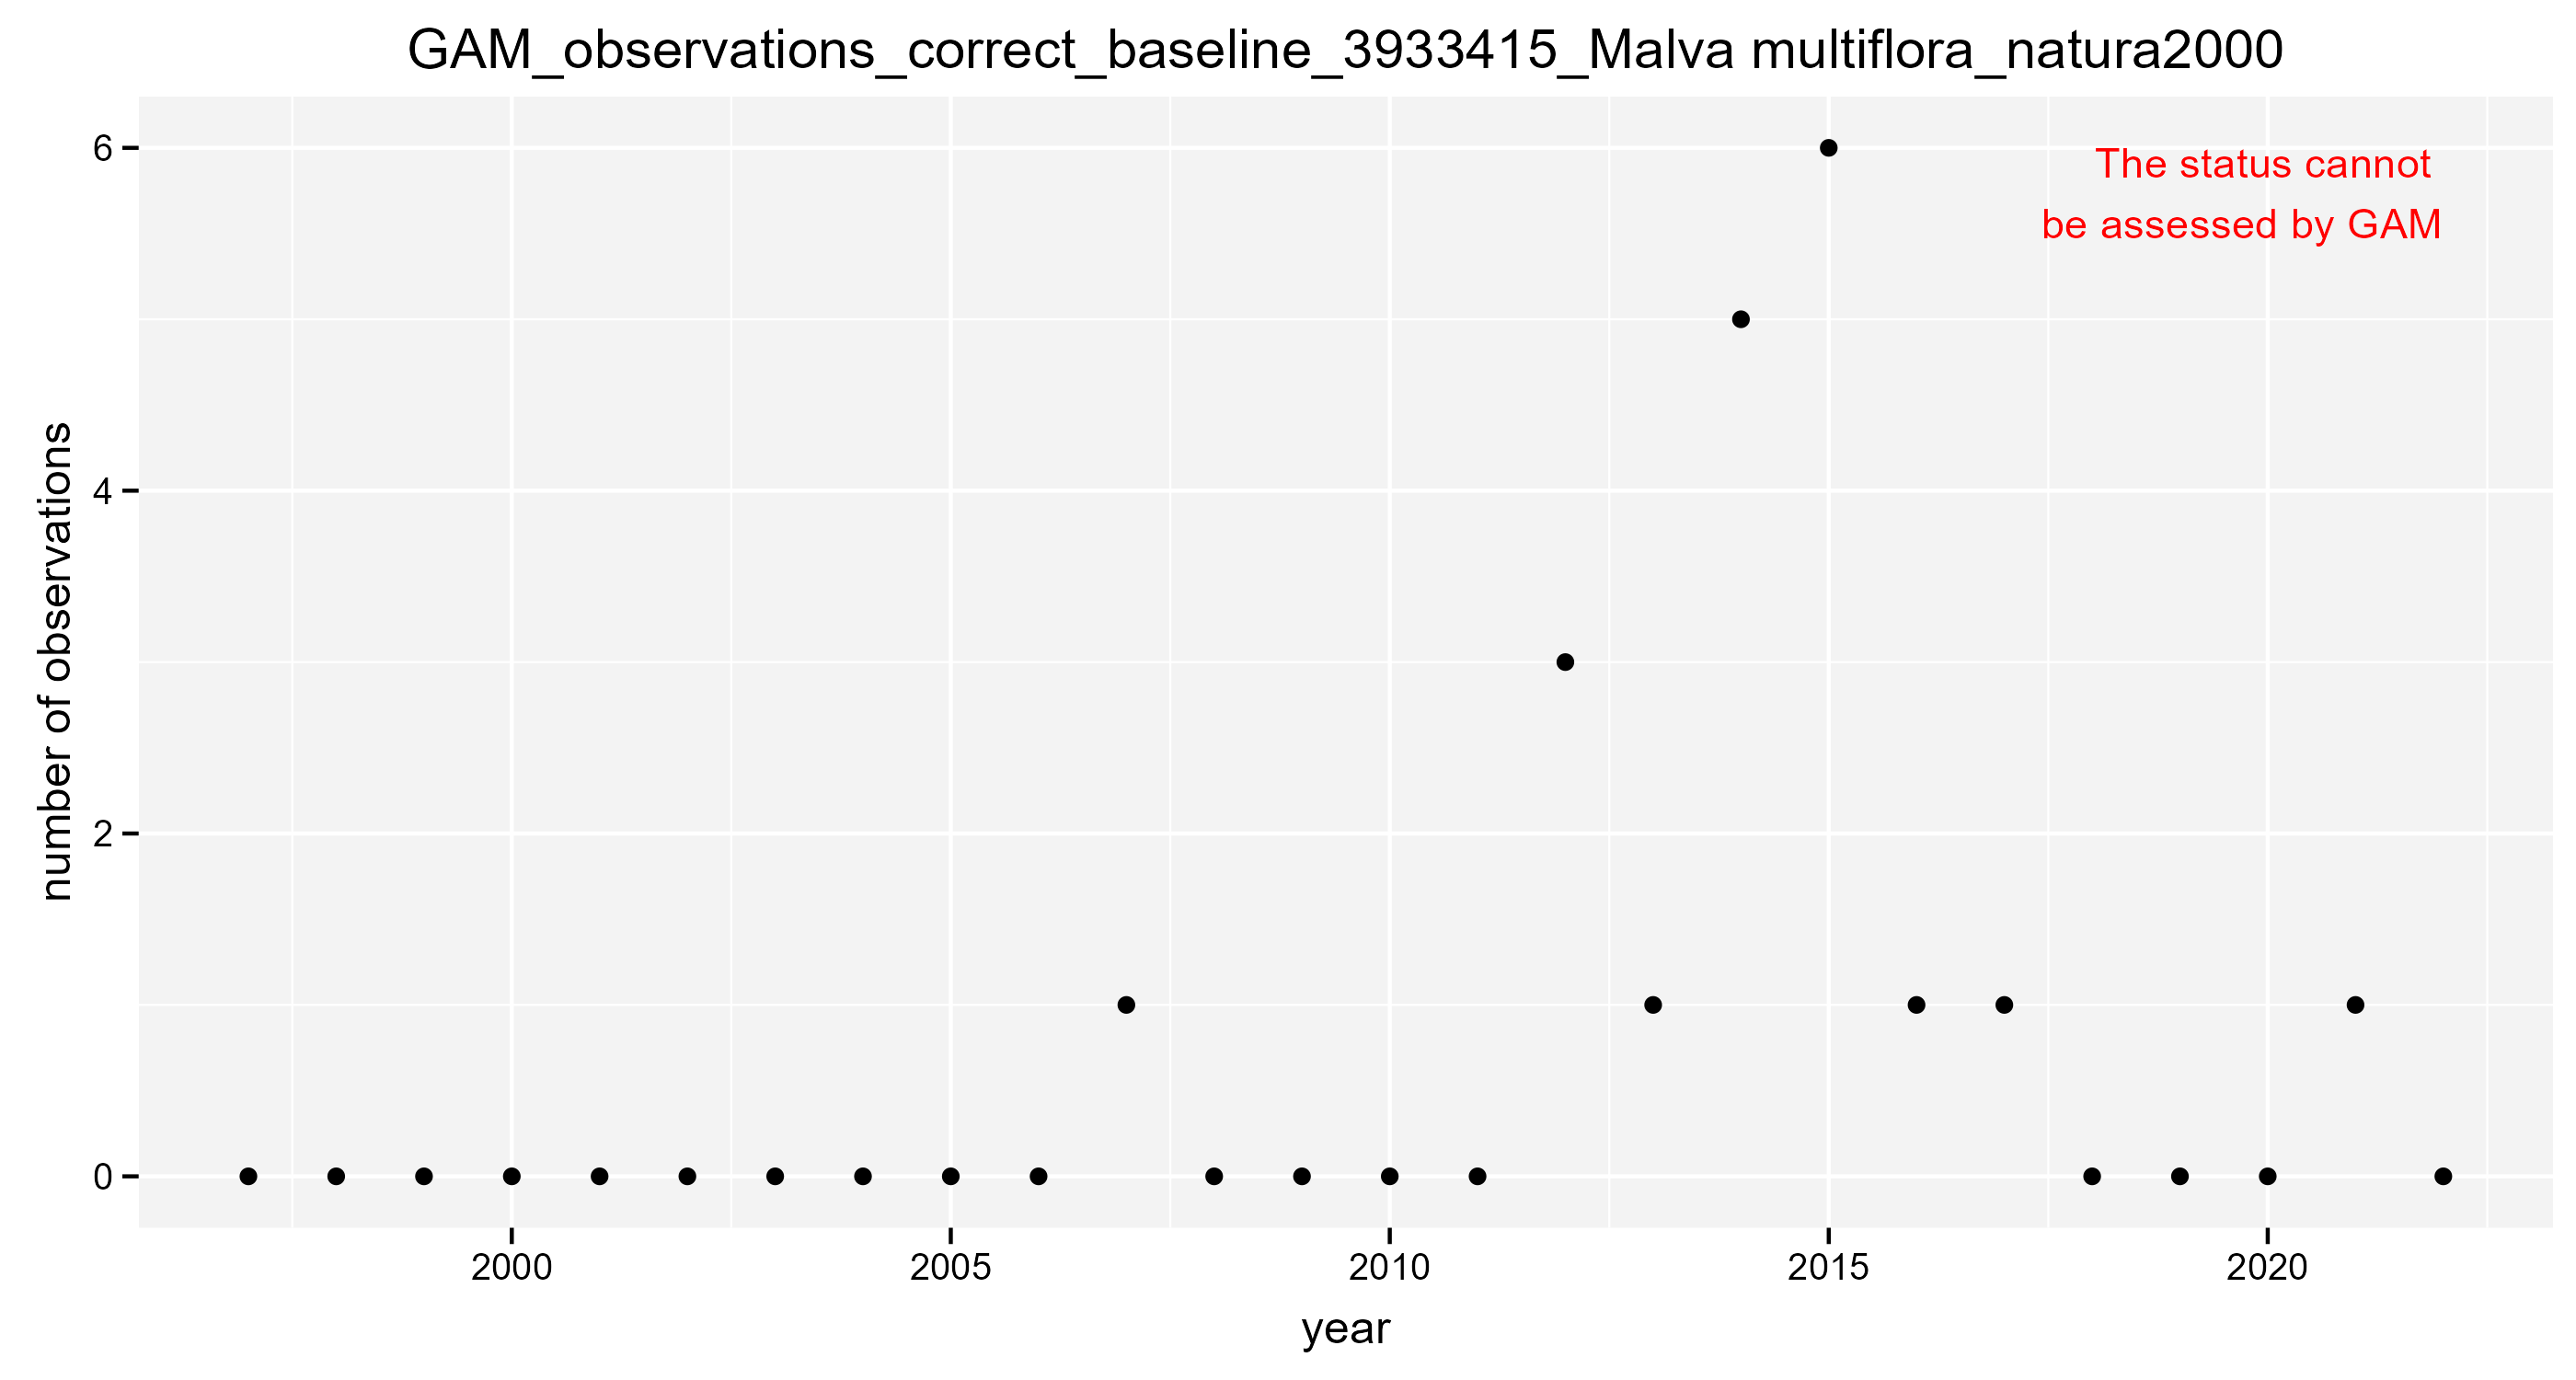 GAM_observations_correct_baseline_3933415_Malva multiflora_natura2000
The status cannot
be assessed by GAM
number of observations
6
4
2
0
2000
2005
2010
2015
2020
year